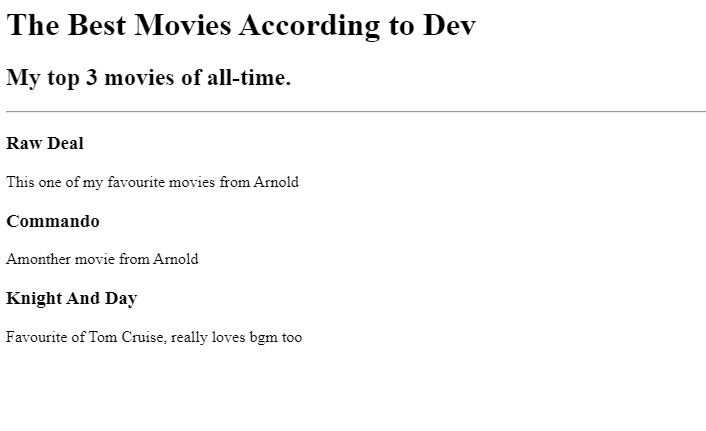 The Best Movies According to Dev
My top 3 movies of all-time.
Raw Deal
This one of my favourite movies from Arnold
Commando
Amonther movie from Arnold
Knight And Day
Favourite of Tom Cruise, really loves bgm too